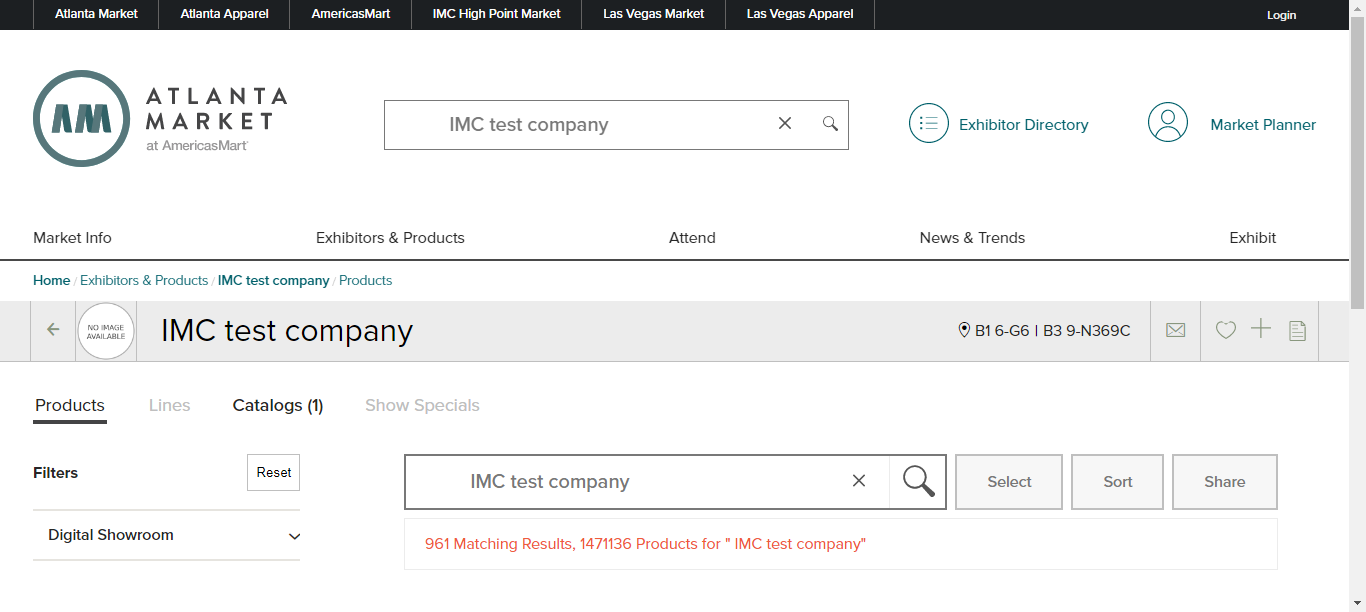 Atlanta Market Atlanta Apparel AmericasMart IMC High Point Market Las Vegas Market Las Vegas Apparel Login
AM
ATLANTA
MARKET
at AmericasMart
IMC test company
Exhibitor Directory
Market Planner
Market Info Exhibitors & Products Attend News & Trends Exhibit
Home / Exhibitors & Products / IMC test company / Products
NO IMAGE
AVAILABLE
IMC test company
B1 6-G6 | B3 9-N369C
Products Lines Catalogs (1) Show Specials
Filters Reset
IMC test company
Select Sort Share
Digital Showroom
961 Matching Results, 1471136 Products for " IMC test company"